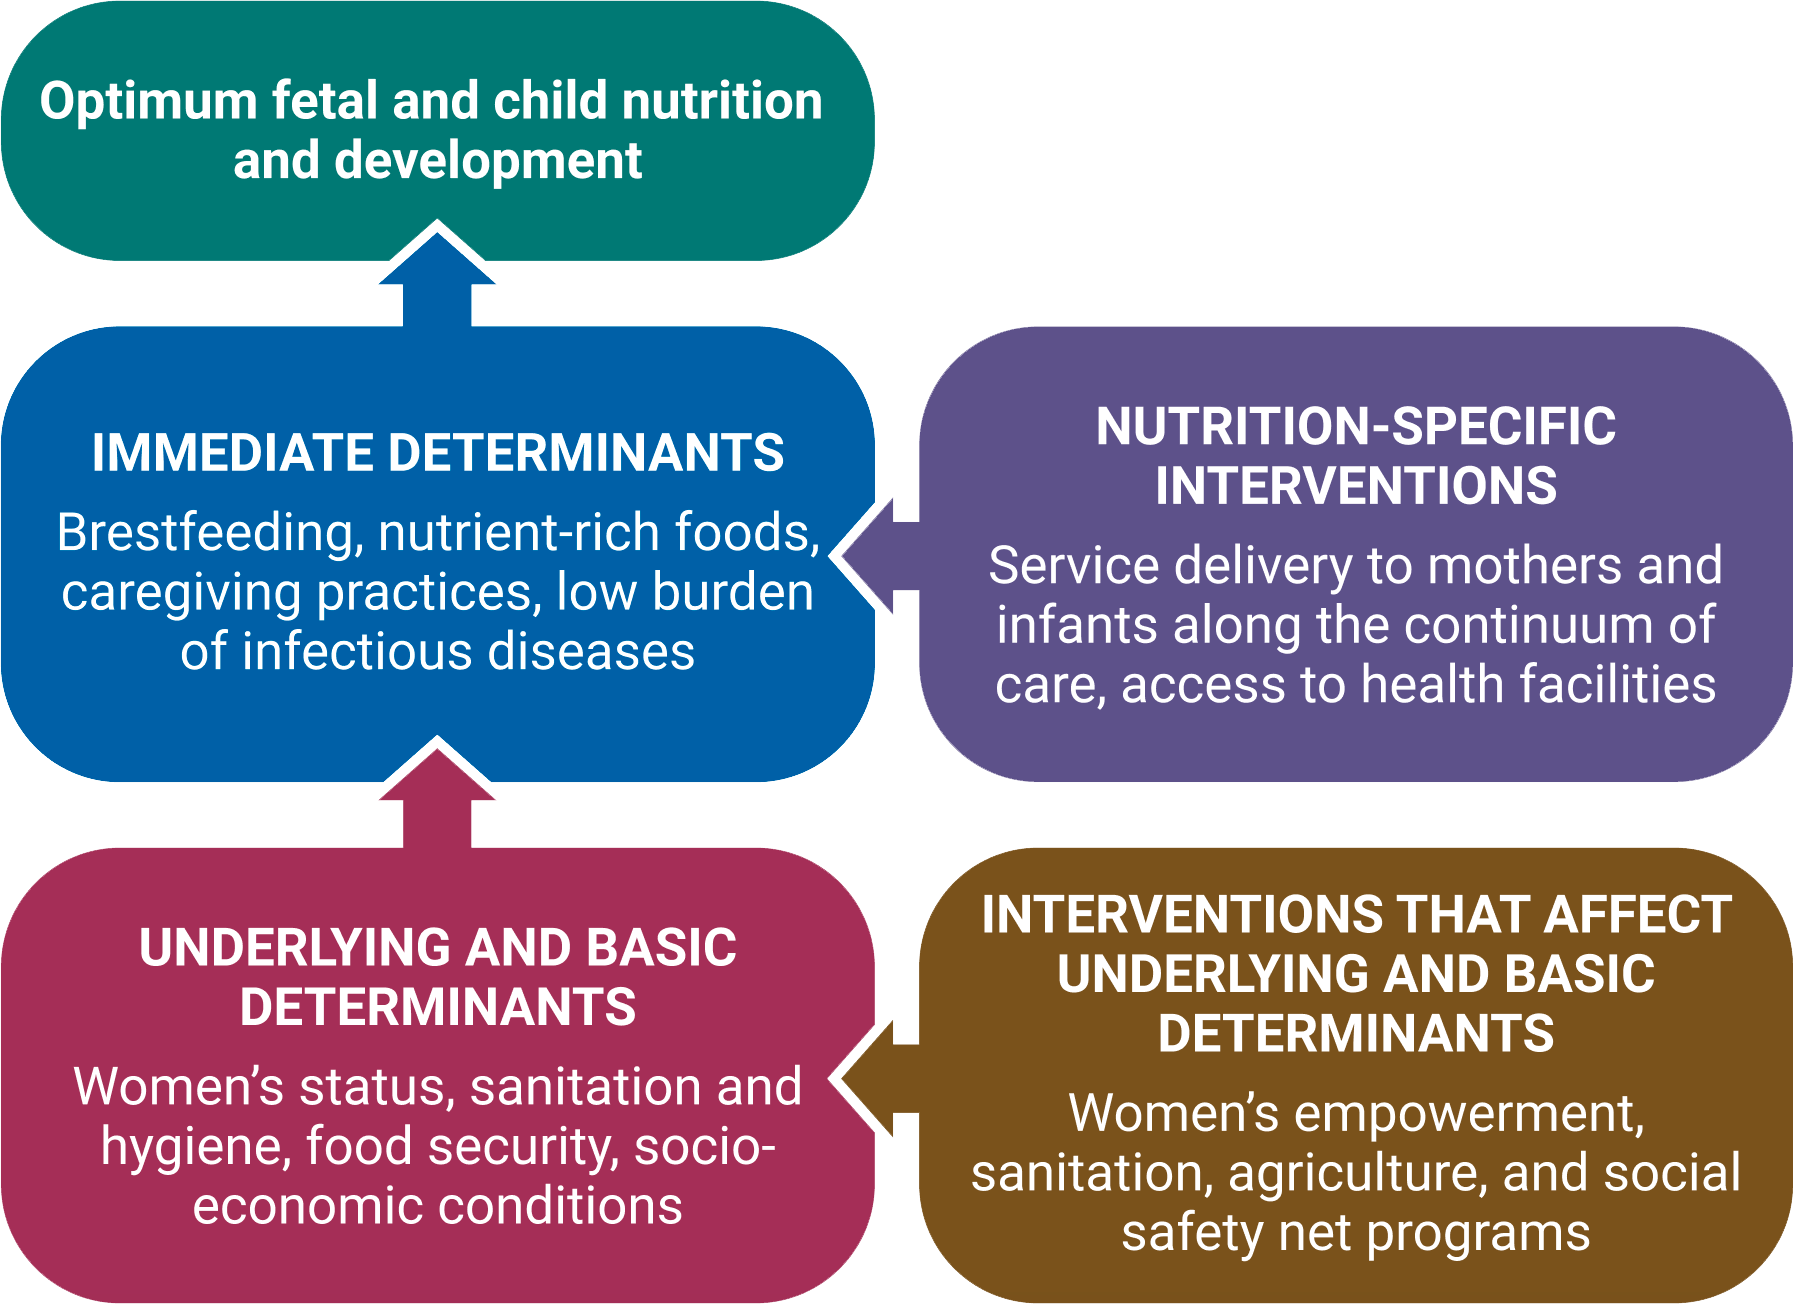 Optimum fetal and child nutrition
and development
IMMEDIATE DETERMINANTS
Brestfeeding, nutrient-rich foods,
caregiving practices, low burden
of infectious diseases
NUTRITION-SPECIFIC
INTERVENTIONS
Service delivery to mothers and
infants along the continuum of
care, access to health facilities
UNDERLYING AND BASIC
DETERMINANTS
Women’s status, sanitation and
hygiene, food security, socio-
economic conditions
INTERVENTIONS THAT AFFECT
UNDERLYING AND BASIC
DETERMINANTS
Women’s empowerment,
sanitation, agriculture, and social
safety net programs